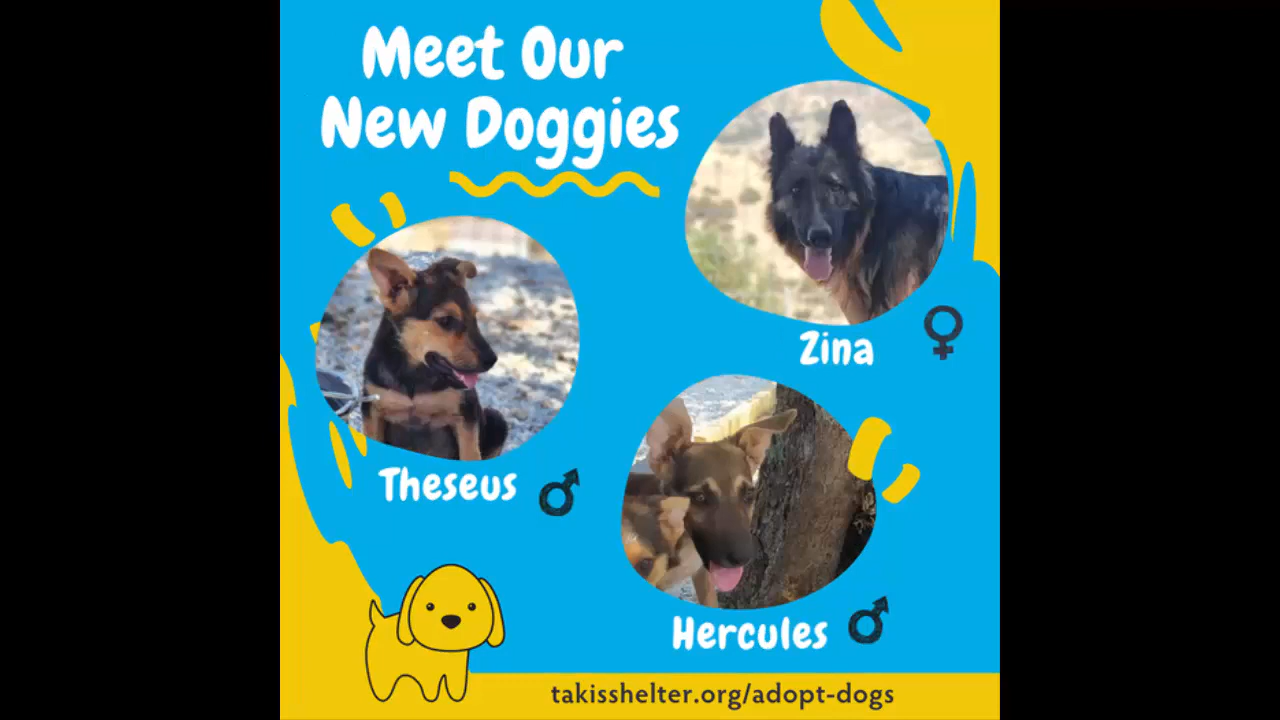 Meet Our
New Doggies
Zina
Theseus
Hercules
takisshelter.org/adopt-dogs